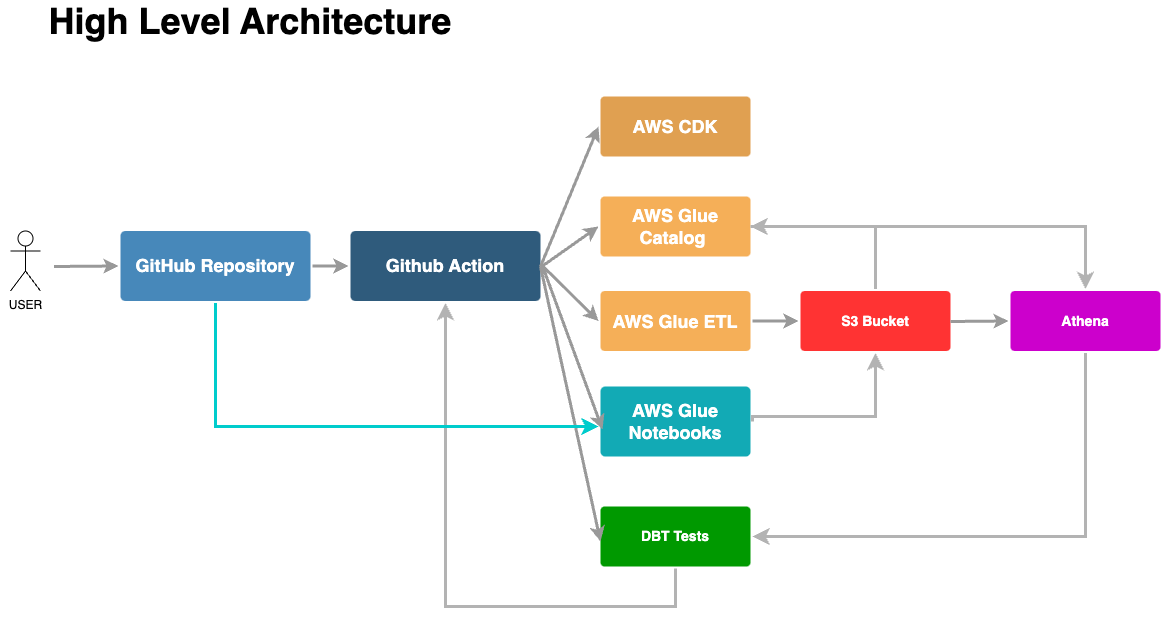 High Level Architecture
AWS CDK
AWS Glue
Catalog
USER
GitHub Repository
Github Action
AWS Glue ETL
S3 Bucket
Athena
AWS Glue
Notebooks
DBT Tests